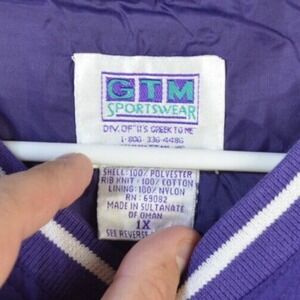 GTM
SPORTSWEAR
DIV. OF "IT'S GREEK TO ME"
1-800-336-4486
SHELL: 100% POLYESTER
RIB KNIT: 100% COTTON
LINING: 100% NYLON
RN: 69082
MADE IN SULTANATE
OF OMAN
1X
SEE REVERSE